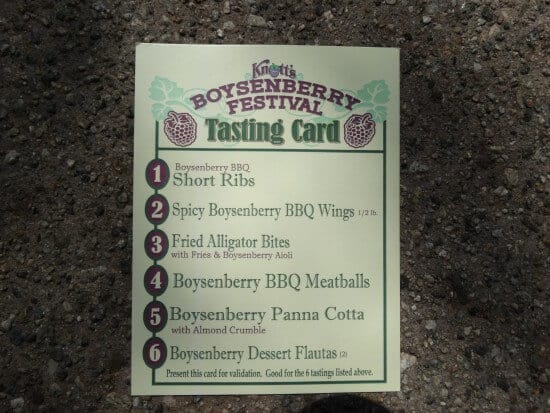 Knott's
BOYSENBERRY
FESTIVAL
Tasting Card
1 Boysenberry BBQ
Short Ribs
2 Spicy Boysenberry BBQ Wings 1/2 lb.
3 Fried Alligator Bites
with Fries & Boysenberry Aioli
4 Boysenberry BBQ Meatballs
5 Boysenberry Panna Cotta
with Almond Crumble
6 Boysenberry Dessert Flautas (2)
Present this card for validation. Good for the 6 tastings listed above.